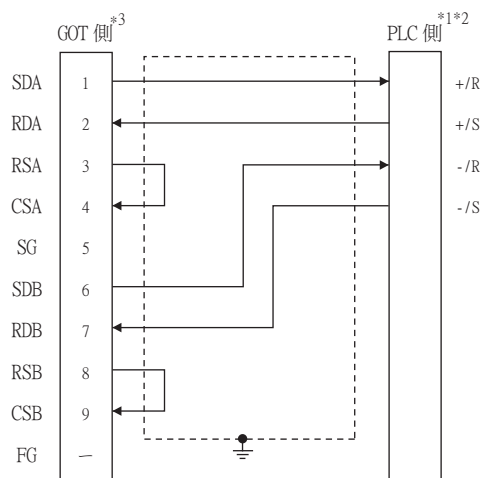 GOT 側*3 PLC 側*1*2
SDA 1 +/R
RDA 2 +/S
RSA 3 -/R
CSA 4 -/S
SG 5
SDB 6
RDB 7
RSB 8
CSB 9
FG –